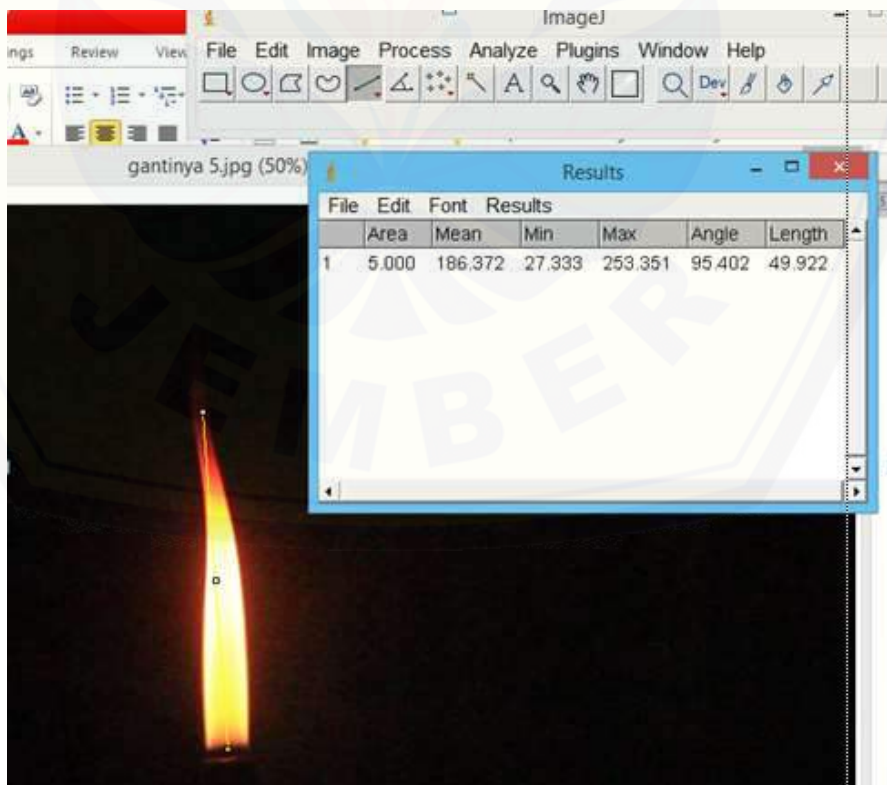 ImageJ
ings Review View
File Edit Image Process Analyze Plugins Window Help
A Dev
A
gantinya 5.jpg (50%)
Results
File Edit Font Results
Area Mean Min Max Angle Length
1 5.000 186.372 27.333 253.351 95.402 49.922
JEMBER